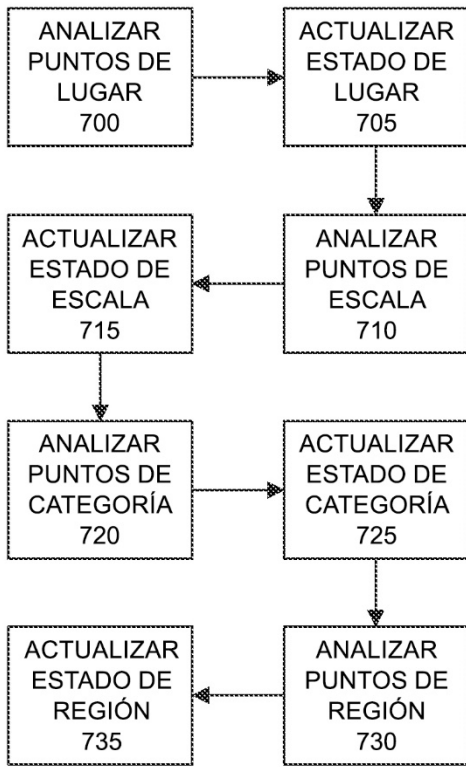 ANALIZAR
PUNTOS DE
LUGAR
700
ACTUALIZAR
ESTADO DE
LUGAR
705
ANALIZAR
PUNTOS DE
ESCALA
710
ACTUALIZAR
ESTADO DE
ESCALA
715
ANALIZAR
PUNTOS DE
CATEGORÍA
720
ACTUALIZAR
ESTADO DE
CATEGORÍA
725
ANALIZAR
PUNTOS DE
REGIÓN
730
ACTUALIZAR
ESTADO DE
REGIÓN
735